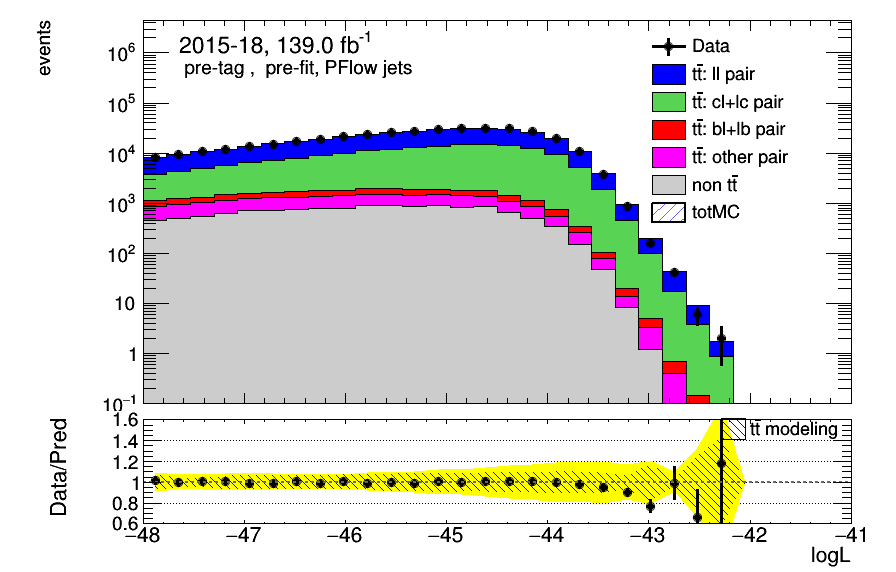 events
2015-18, 139.0 fb⁻¹
pre-tag , pre-fit, PFlow jets
Data
tt̄: ll pair
tt̄: cl+lc pair
tt̄: bl+lb pair
tt̄: other pair
non tt̄
totMC
10⁶
10⁵
10⁴
10³
10²
10
1
10⁻¹
Data/Pred
1.6
1.4
1.2
1
0.8
0.6
tt̄ modeling
−48 −47 −46 −45 −44 −43 −42 −41
logL